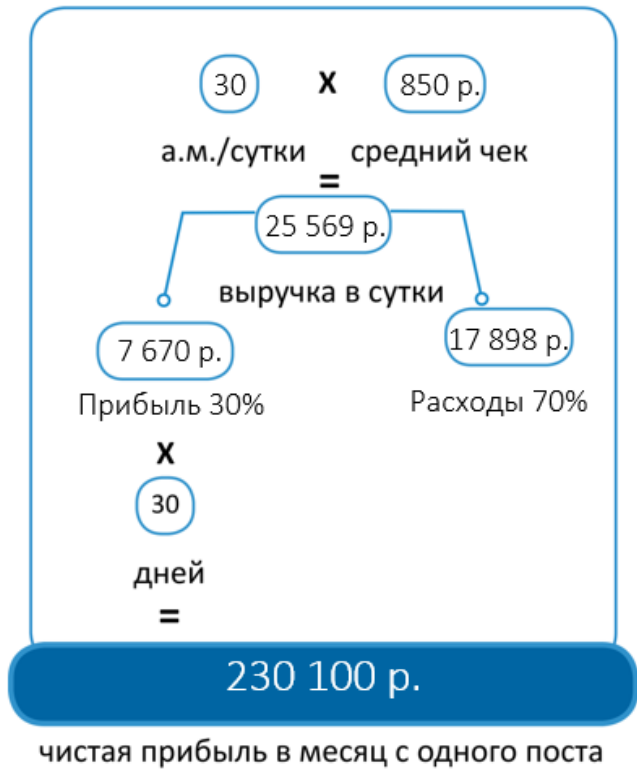 30 X 850 р.
а.м./сутки средний чек
=
25 569 р.
выручка в сутки
7 670 р. 17 898 р.
Прибыль 30% Расходы 70%
X
30
дней
=
230 100 р.
чистая прибыль в месяц с одного поста